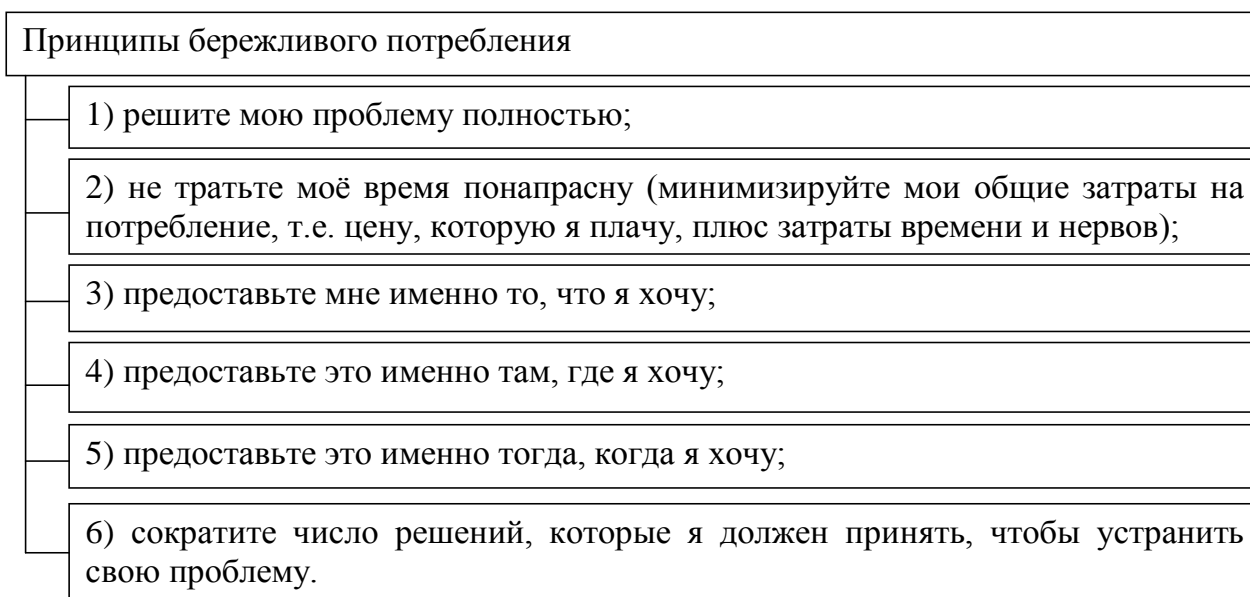 Принципы бережливого потребления
1) решите мою проблему полностью;
2) не тратьте моё время понапрасну (минимизируйте мои общие затраты на
потребление, т.е. цену, которую я плачу, плюс затраты времени и нервов);
3) предоставьте мне именно то, что я хочу;
4) предоставьте это именно там, где я хочу;
5) предоставьте это именно тогда, когда я хочу;
6) сократите число решений, которые я должен принять, чтобы устранить
свою проблему.